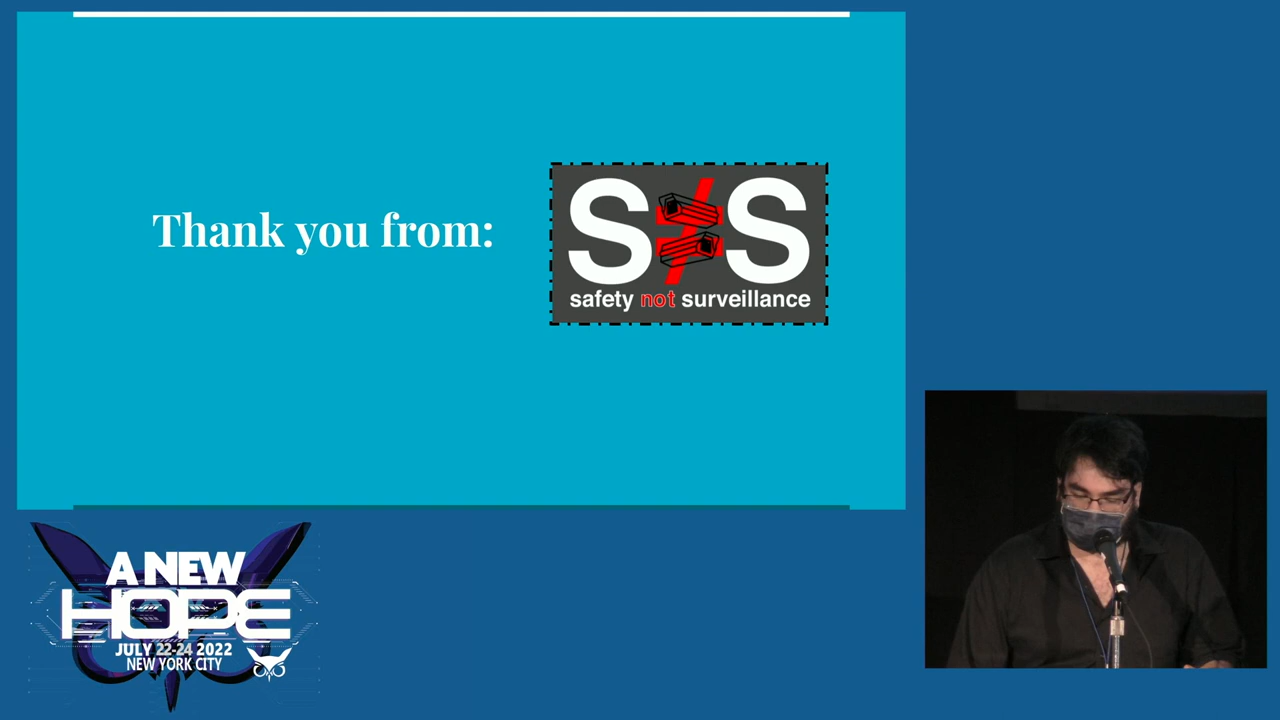 Thank you from:
S≠S
safety not surveillance
A NEW
HOPE
JULY 22-24 2022
NEW YORK CITY